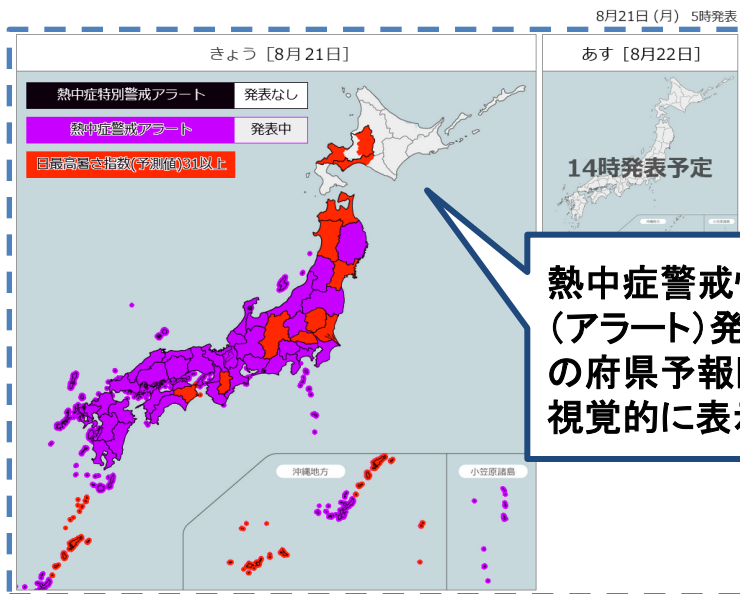 8月21日 (月) 5時発表
きょう [8月21日]
あす [8月22日]
熱中症特別警戒アラート 発表なし
熱中症警戒アラート 発表中
日最高暑さ指数(予測値)31以上
14時発表予定
熱中症警戒
（アラート）発
の府県予報
視覚的に表
沖縄地方
小笠原諸島